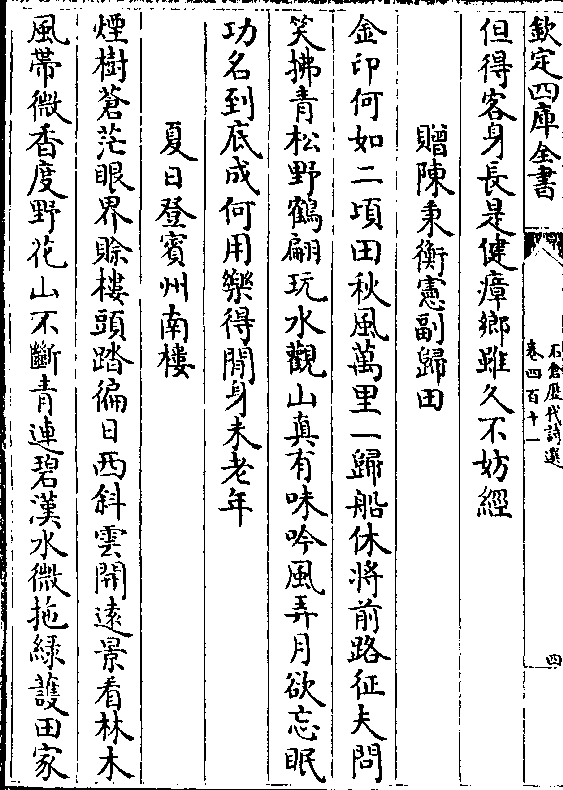 欽定四庫全書
石倉歷代詩選
卷四百十一
四
但得客身長是健瘴鄉雖久不妨經
贈陳秉衡憲副歸田
金印何如二頃田秋風萬里一歸船休將前路征夫問
笑拂青松野鶴翩玩水觀山真有味吟風弄月欲忘眠
功名到底成何用樂得閒身未老年
夏日登賓州南樓
煙樹蒼茫眼界賒樓頭踏徧日西斜雲開遠景看林木
風帶微香度野花山不斷青連碧漢水微拖綠護田家